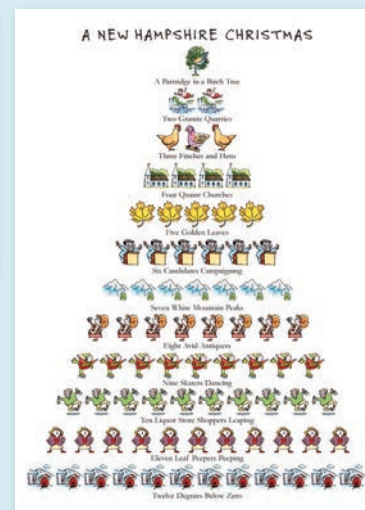 A NEW HAMPSHIRE CHRISTMAS
A Partridge in a Birch Tree
Two Granite Quarries
Three Finches and Hens
Four Quaint Churches
Five Golden Leaves
Six Candidates Campaigning
Seven White Mountain Peaks
Eight Avid Antiquers
Nine Skaters Dancing
Ten Liquor Store Shoppers Leaping
Eleven Leaf Peepers Peeping
Twelve Degrees Below Zero